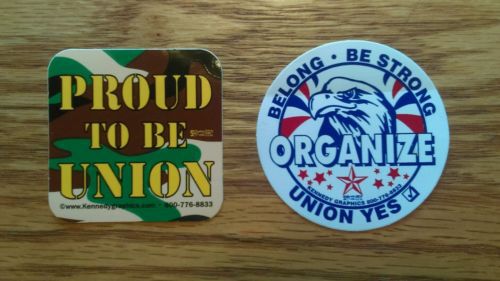 PROUD
TO BE
UNION
©www.Kennedygraphics.com · 800-776-8833
BELONG · BE STRONG
ORGANIZE
KENNEDY GRAPHICS 800-776-8833
UNION YES